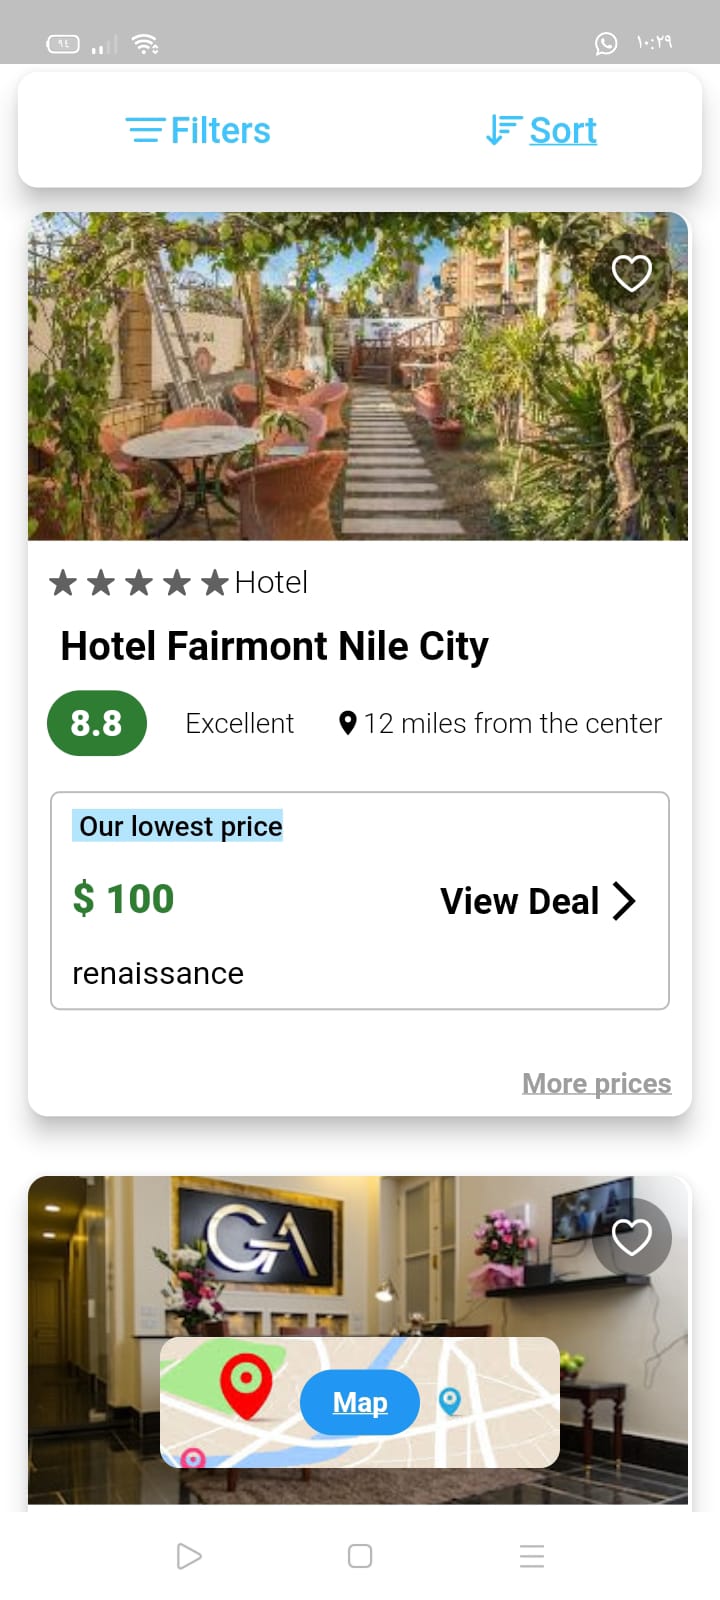 ٩٤
١٠:٢٩
Filters
Sort
Hotel
Hotel Fairmont Nile City
8.8 Excellent 12 miles from the center
Our lowest price
$ 100
View Deal
renaissance
More prices
GA
Map